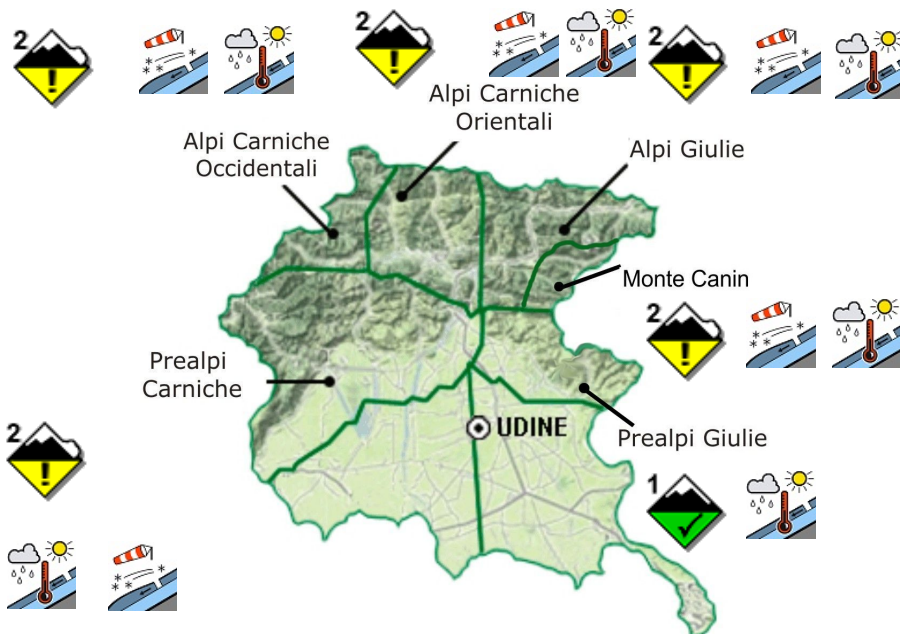 2
2
2
Alpi Carniche
Orientali
Alpi Carniche
Occidentali
Alpi Giulie
Monte Canin
2
Prealpi
Carniche
2
UDINE
Prealpi Giulie
1